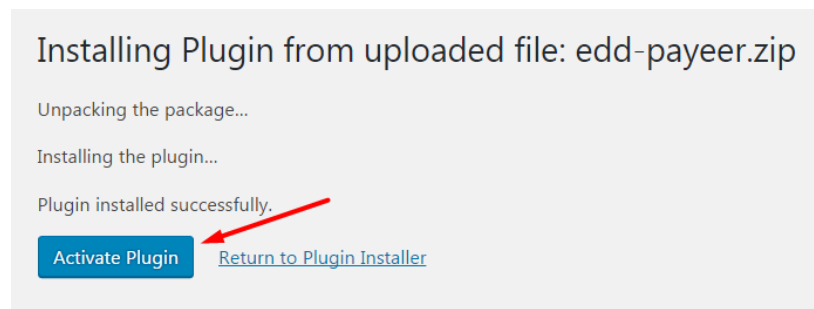 Installing Plugin from uploaded file: edd-payeer.zip
Unpacking the package...
Installing the plugin...
Plugin installed successfully.
Activate Plugin Return to Plugin Installer